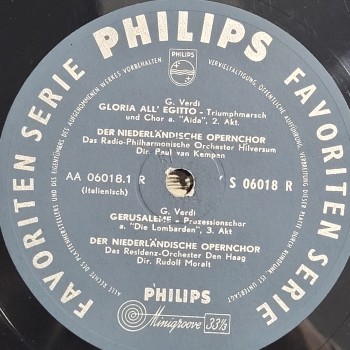 FAVORITEN SERIE
PHILIPS
FAVORITEN SERIE
PHILIPS
G. Verdi
GLORIA ALL' EGITTO - Triumphmarsch
und Chor a. "Aida", 2. Akt.
DER NIEDERLÄNDISCHE OPERNCHOR
Das Radio-Philharmonische Orchester Hilversum
Dir. Paul van Kempen
AA 06018.1 R
S 06018 R
(Italienisch)
G. Verdi
GERUSALEME - Prozessionschor
a. "Die Lombarden", 3. Akt
DER NIEDERLÄNDISCHE OPERNCHOR
Das Residenz-Orchester Den Haag
Dir. Rudolf Moralt
PHILIPS
Minigroove 33⅓